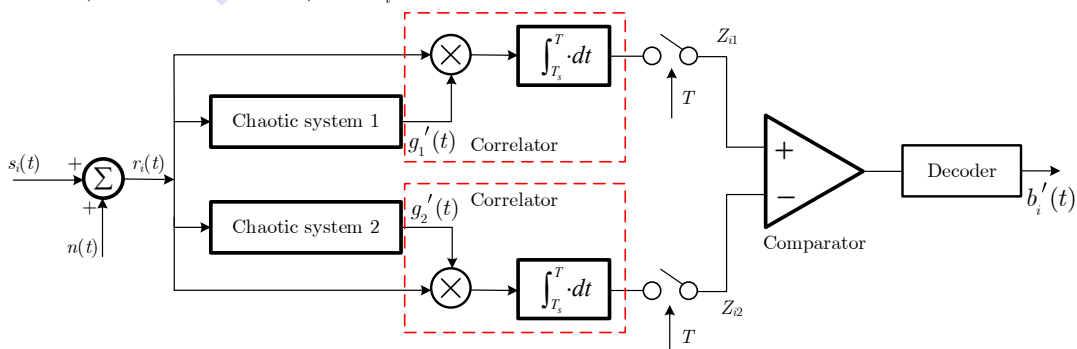 Z_{i1}
∫_{T_s}^{T} ·dt
T
Chaotic system 1
g_1'(t)
Correlator
s_i(t)
+
Σ
r_i(t)
+
n(t)
+
−
Comparator
Decoder
b_i'(t)
Chaotic system 2
g_2'(t)
Correlator
∫_{T_s}^{T} ·dt
Z_{i2}
T